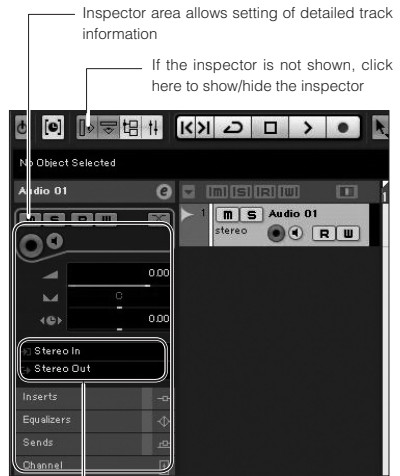 Inspector area allows setting of detailed track
information
If the inspector is not shown, click
here to show/hide the inspector
No Object Selected
Audio 01
m S R W
1 m S Audio 01
stereo R W
0.00
0
0.00
Stereo In
Stereo Out
Inserts
Equalizers
Sends
Channel